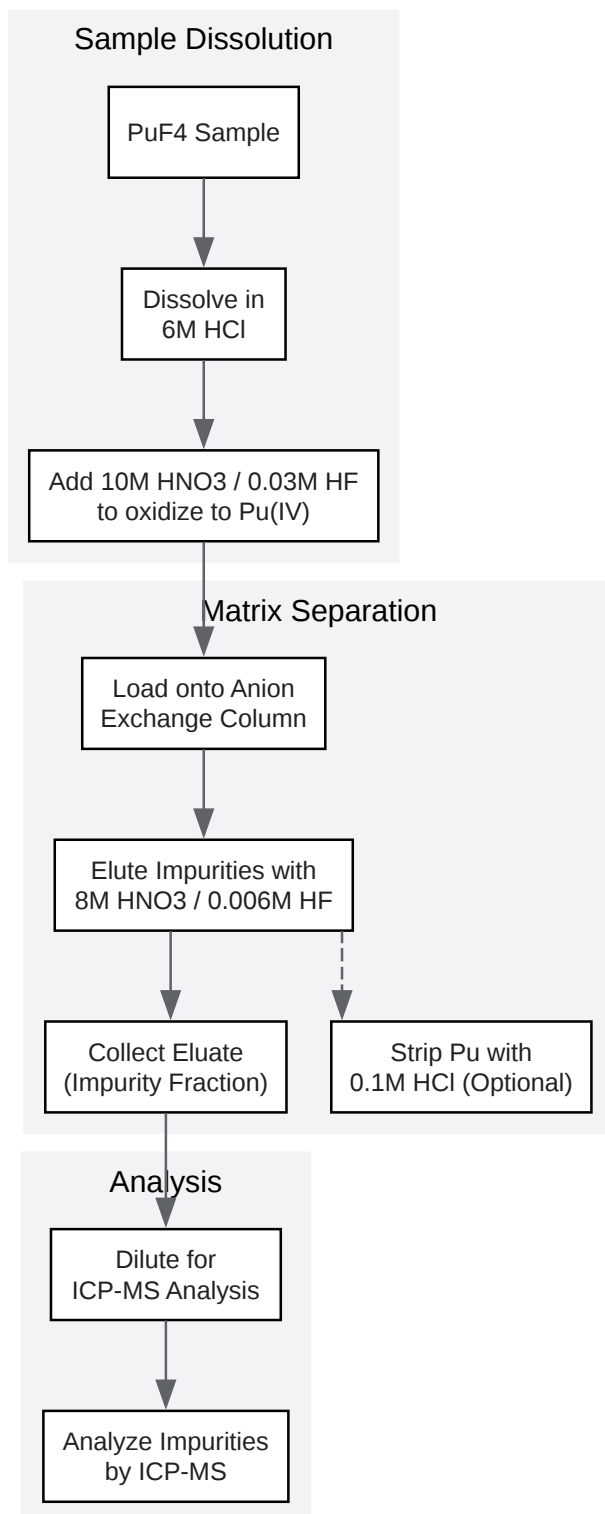 Sample Dissolution
PuF4 Sample
Dissolve in
6M HCl
Add 10M HNO3 / 0.03M HF
to oxidize to Pu(IV)
Matrix Separation
Load onto Anion
Exchange Column
Elute Impurities with
8M HNO3 / 0.006M HF
Collect Eluate
(Impurity Fraction)
Strip Pu with
0.1M HCl (Optional)
Analysis
Dilute for
ICP-MS Analysis
Analyze Impurities
by ICP-MS